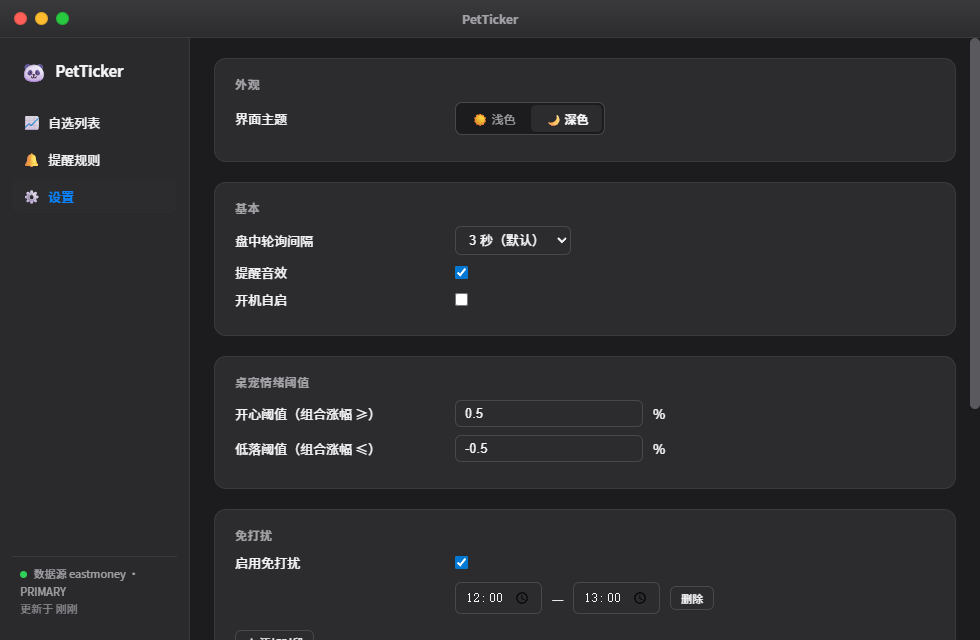 PetTicker
PetTicker
自选列表
提醒规则
设置
数据源 eastmoney ·
PRIMARY
更新于 刚刚
外观
界面主题
浅色
深色
基本
盘中轮询间隔
3 秒（默认）
提醒音效
开机自启
桌宠情绪阈值
开心阈值（组合涨幅 ≥）
0.5
%
低落阈值（组合涨幅 ≤）
-0.5
%
免打扰
启用免打扰
12:00
—
13:00
删除